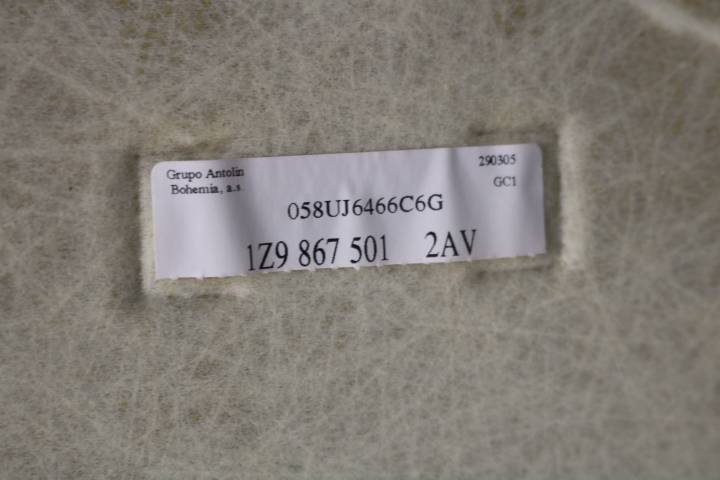 Grupo Antolin
Bohemia, a.s
290305
GC1
058UJ6466C6G
1Z9 867 501 2AV